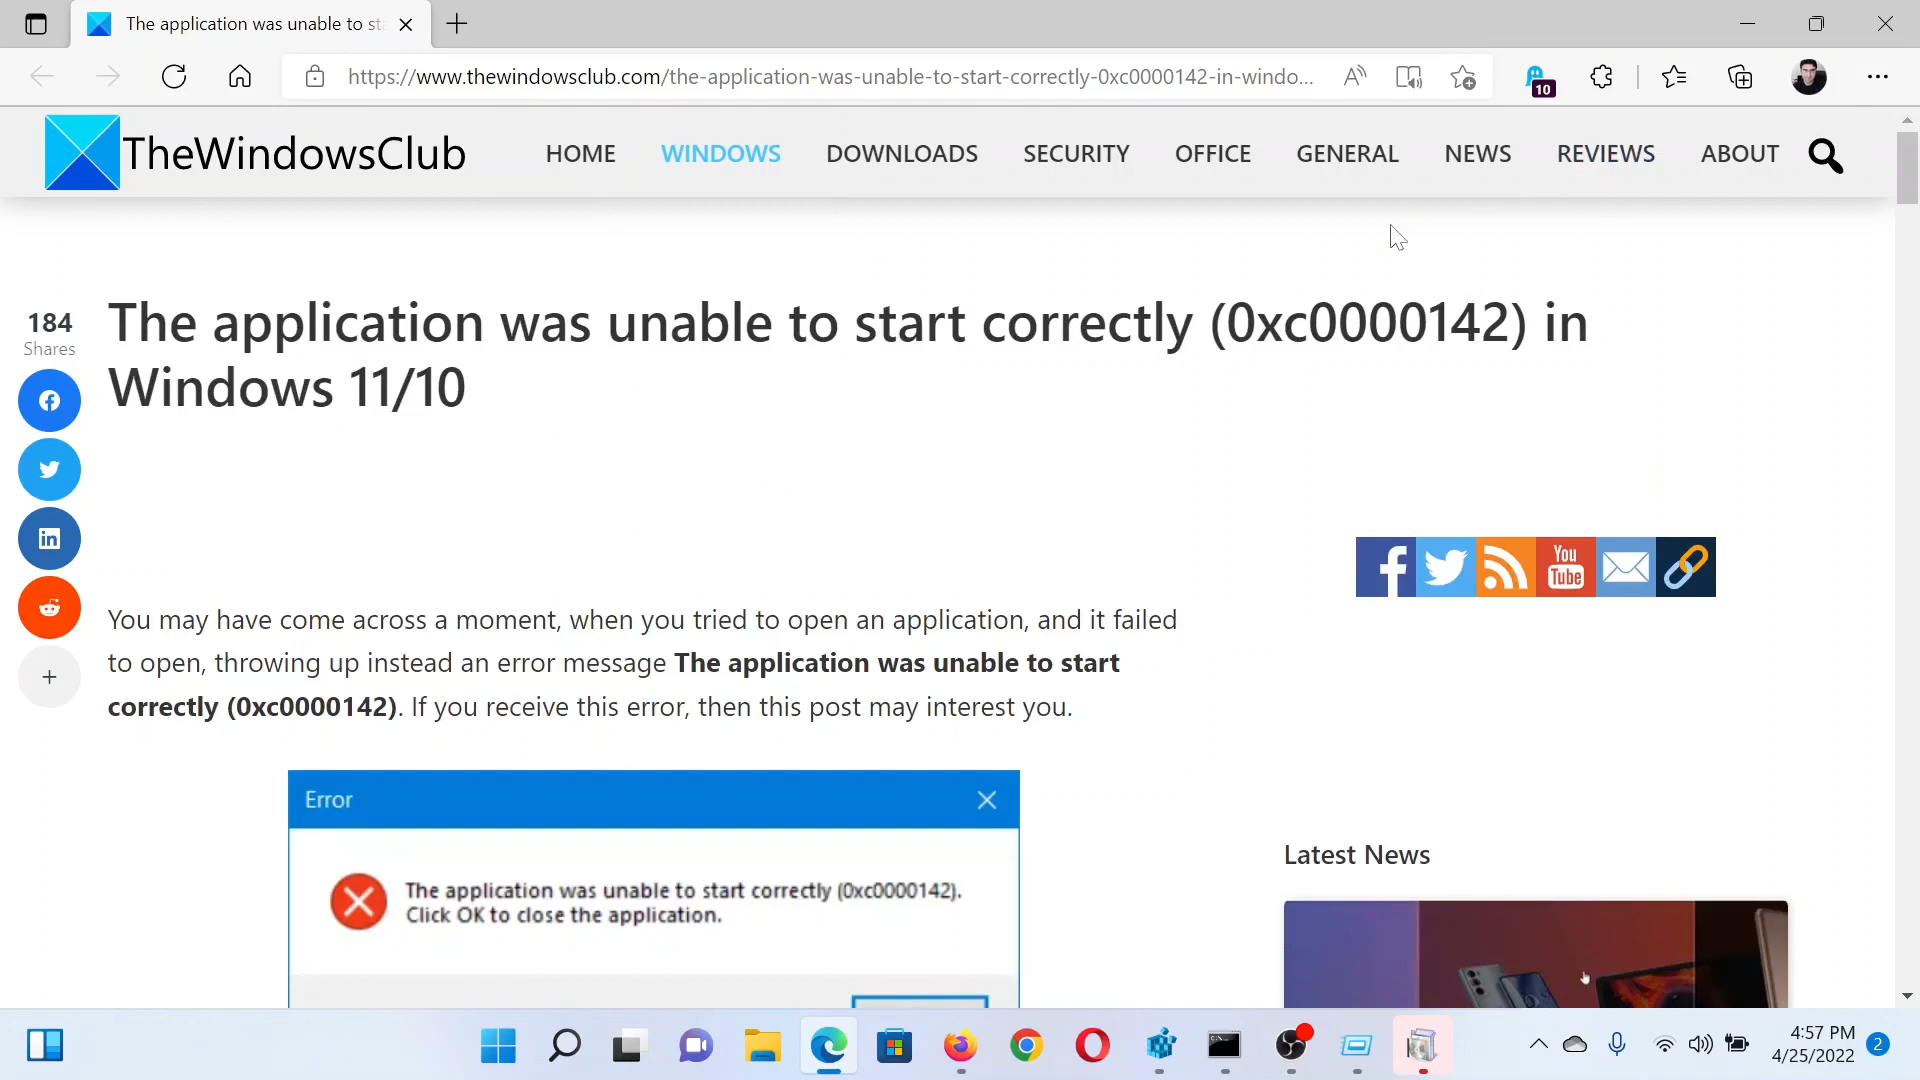 The application was unable to sta
https://www.thewindowsclub.com/the-application-was-unable-to-start-correctly-0xc0000142-in-windo...
10
TheWindowsClub
HOME WINDOWS DOWNLOADS SECURITY OFFICE GENERAL NEWS REVIEWS ABOUT
184
Shares
The application was unable to start correctly (0xc0000142) in
Windows 11/10
You
Tube
You may have come across a moment, when you tried to open an application, and it failed
to open, throwing up instead an error message The application was unable to start
correctly (0xc0000142). If you receive this error, then this post may interest you.
Error
The application was unable to start correctly (0xc0000142).
Click OK to close the application.
Latest News
4:57 PM
4/25/2022
2